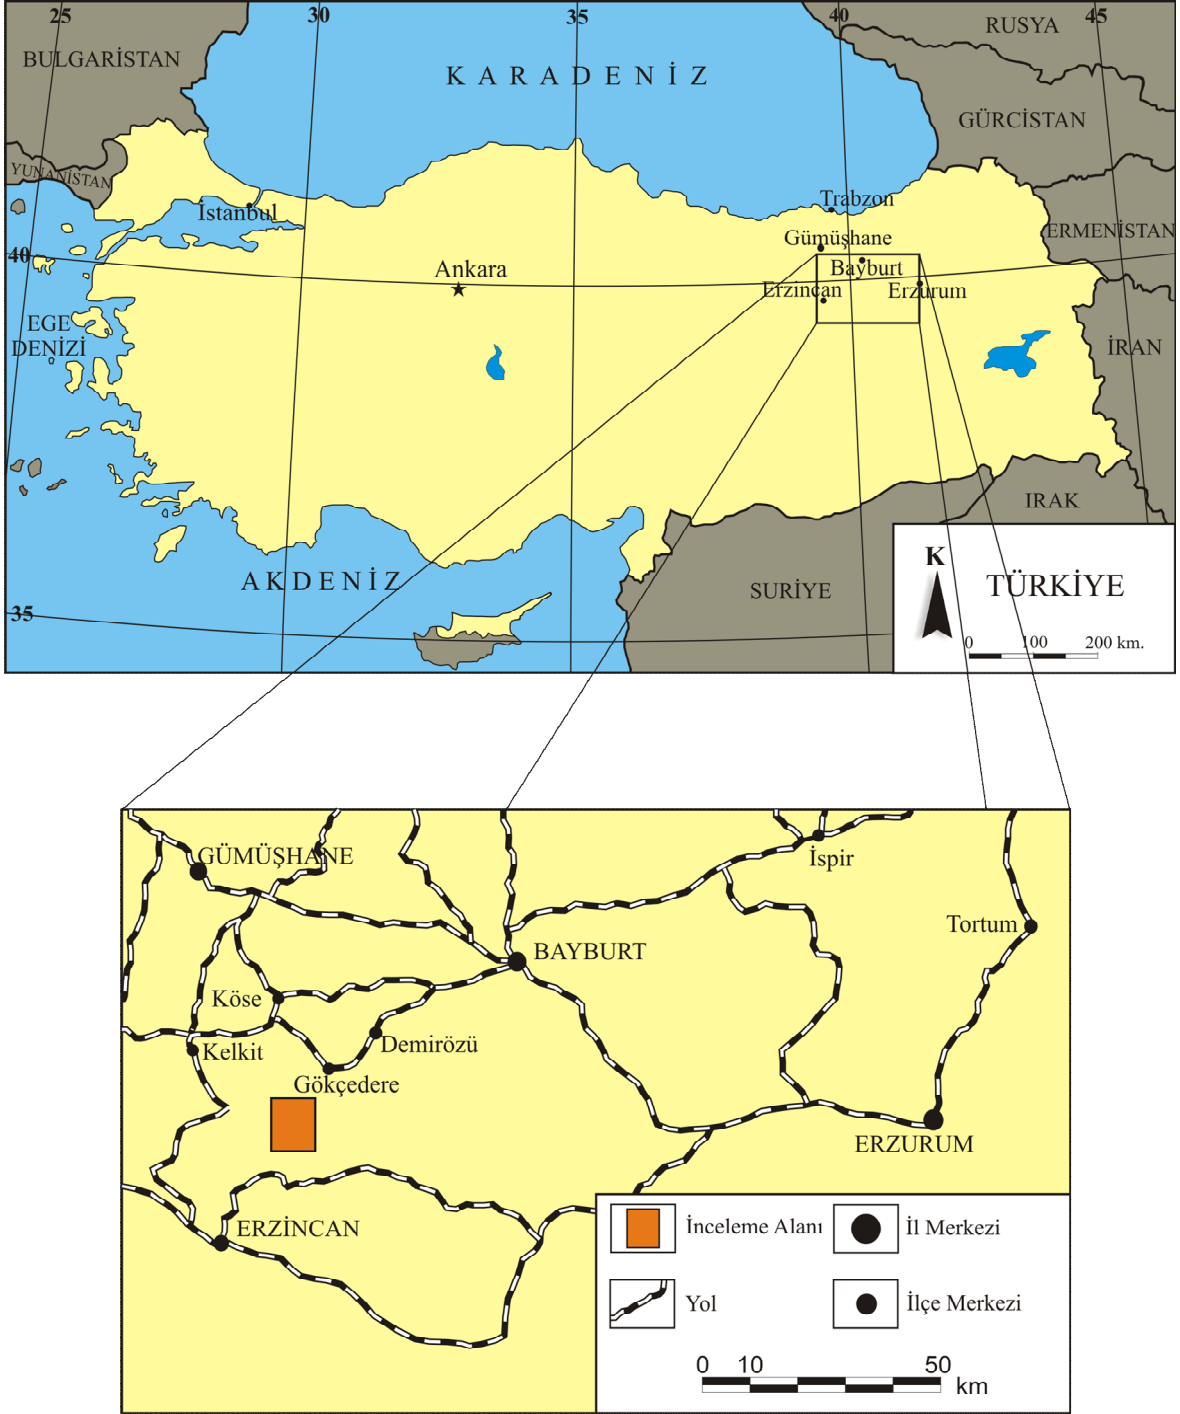 25 30 35 40 45
RUSYA
BULGARİSTAN
KARADENİZ
GÜRCİSTAN
YUNANİSTAN
Trabzon
İstanbul
ERMENİSTAN
Gümüşhane
40
Ankara
Bayburt
Erzincan
Erzurum
EGE
DENİZİ
İRAN
IRAK
K
AKDENİZ
SURİYE
TÜRKİYE
35
0 100 200 km.
GÜMÜŞHANE
İspir
Tortum
BAYBURT
Köse
Kelkit
Demirözü
Gökçedere
ERZURUM
ERZİNCAN
İnceleme Alanı
İl Merkezi
Yol
İlçe Merkezi
0 10 50
km